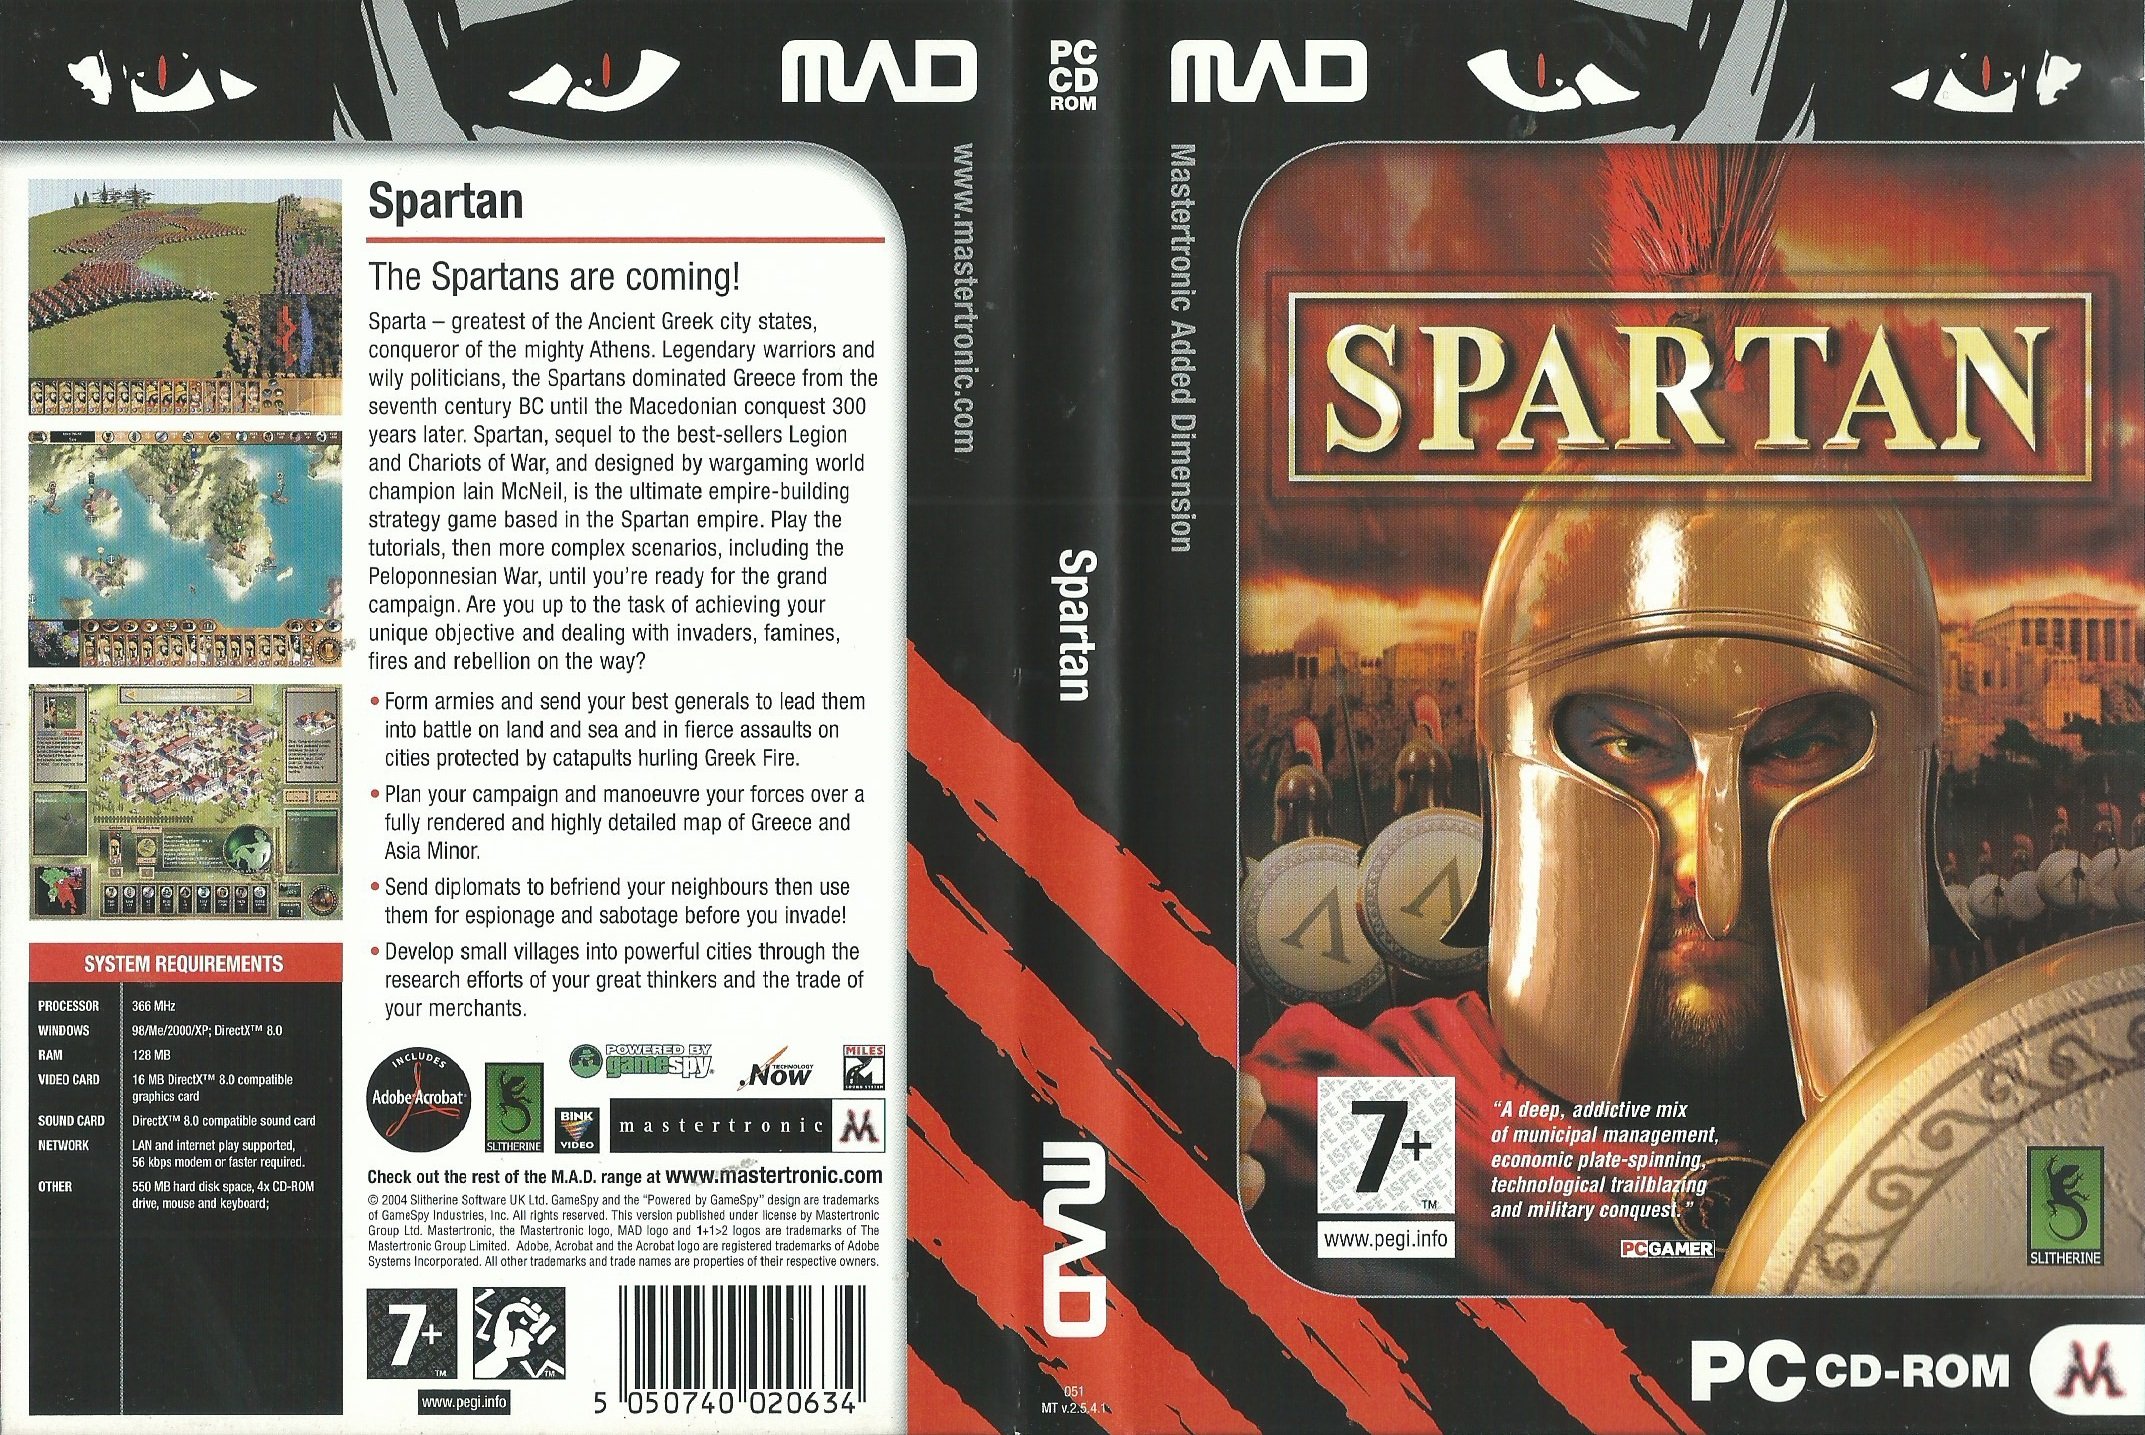 MAD
www.mastertronic.com
Spartan
The Spartans are coming!
Sparta – greatest of the Ancient Greek city states,
conqueror of the mighty Athens. Legendary warriors and
wily politicians, the Spartans dominated Greece from the
seventh century BC until the Macedonian conquest 300
years later. Spartan, sequel to the best-sellers Legion
and Chariots of War, and designed by wargaming world
champion Iain McNeil, is the ultimate empire-building
strategy game based in the Spartan empire. Play the
tutorials, then more complex scenarios, including the
Peloponnesian War, until you're ready for the grand
campaign. Are you up to the task of achieving your
unique objective and dealing with invaders, famines,
fires and rebellion on the way?
• Form armies and send your best generals to lead them
into battle on land and sea and in fierce assaults on
cities protected by catapults hurling Greek Fire.
• Plan your campaign and manoeuvre your forces over a
fully rendered and highly detailed map of Greece and
Asia Minor.
• Send diplomats to befriend your neighbours then use
them for espionage and sabotage before you invade!
• Develop small villages into powerful cities through the
research efforts of your great thinkers and the trade of
your merchants.
SYSTEM REQUIREMENTS
PROCESSOR 366 MHz
WINDOWS 98/Me/2000/XP; DirectX™ 8.0
RAM 128 MB
VIDEO CARD 16 MB DirectX™ 8.0 compatible
graphics card
SOUND CARD DirectX™ 8.0 compatible sound card
NETWORK LAN and internet play supported,
56 kbps modem or faster required.
OTHER 550 MB hard disk space, 4x CD-ROM
drive, mouse and keyboard;
INCLUDES
Adobe Acrobat
SLITHERINE
POWERED BY
gamespy
.Now TECHNOLOGY
MILES
SOUND SYSTEM
BINK
VIDEO
mastertronic M
Check out the rest of the M.A.D. range at www.mastertronic.com
© 2004 Slitherine Software UK Ltd. GameSpy and the "Powered by GameSpy" design are trademarks
of GameSpy Industries, Inc. All rights reserved. This version published under license by Mastertronic
Group Ltd. Mastertronic, the Mastertronic logo, MAD logo and 1+1>2 logos are trademarks of The
Mastertronic Group Limited. Adobe, Acrobat and the Acrobat logo are registered trademarks of Adobe
Systems Incorporated. All other trademarks and trade names are properties of their respective owners.
7+ ™
™
www.pegi.info
5 050740 020634
PC
CD
ROM
Spartan
MAD
051
MT v.2.5.4.1
MAD
Mastertronic Added Dimension
SPARTAN
7+
™
www.pegi.info
"A deep, addictive mix
of municipal management,
economic plate-spinning,
technological trailblazing
and military conquest."
PC GAMER
SLITHERINE
PC CD-ROM M